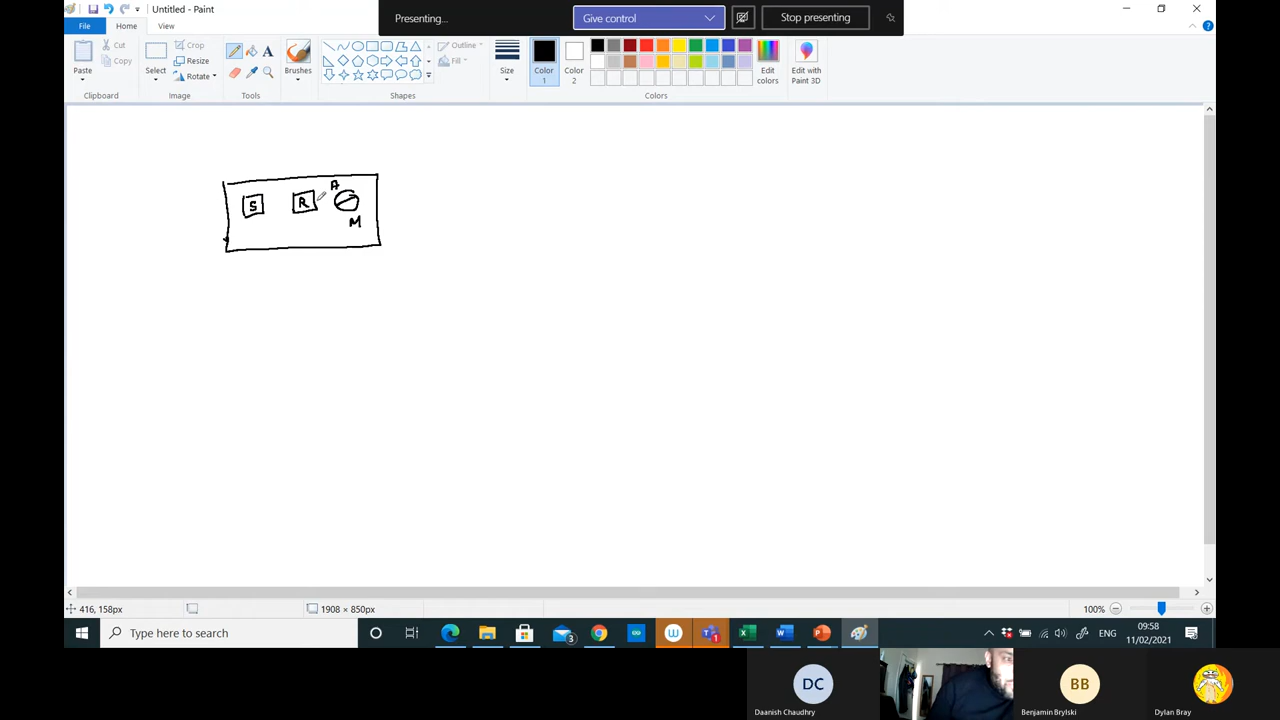 Untitled - Paint
Presenting...
Give control
Stop presenting
File
Home
View
Paste
Cut
Copy
Clipboard
Select
Crop
Resize
Rotate
Image
A
Tools
Brushes
Outline
Fill
Shapes
Size
Color
1
Color
2
Edit
colors
Edit with
Paint 3D
Colors
A
S
R
M
416, 158px
1908 × 850px
100%
Type here to search
3
W
1
ENG
09:58
11/02/2021
DC
BB
Daanish Chaudhry
Benjamin Brylski
Dylan Bray